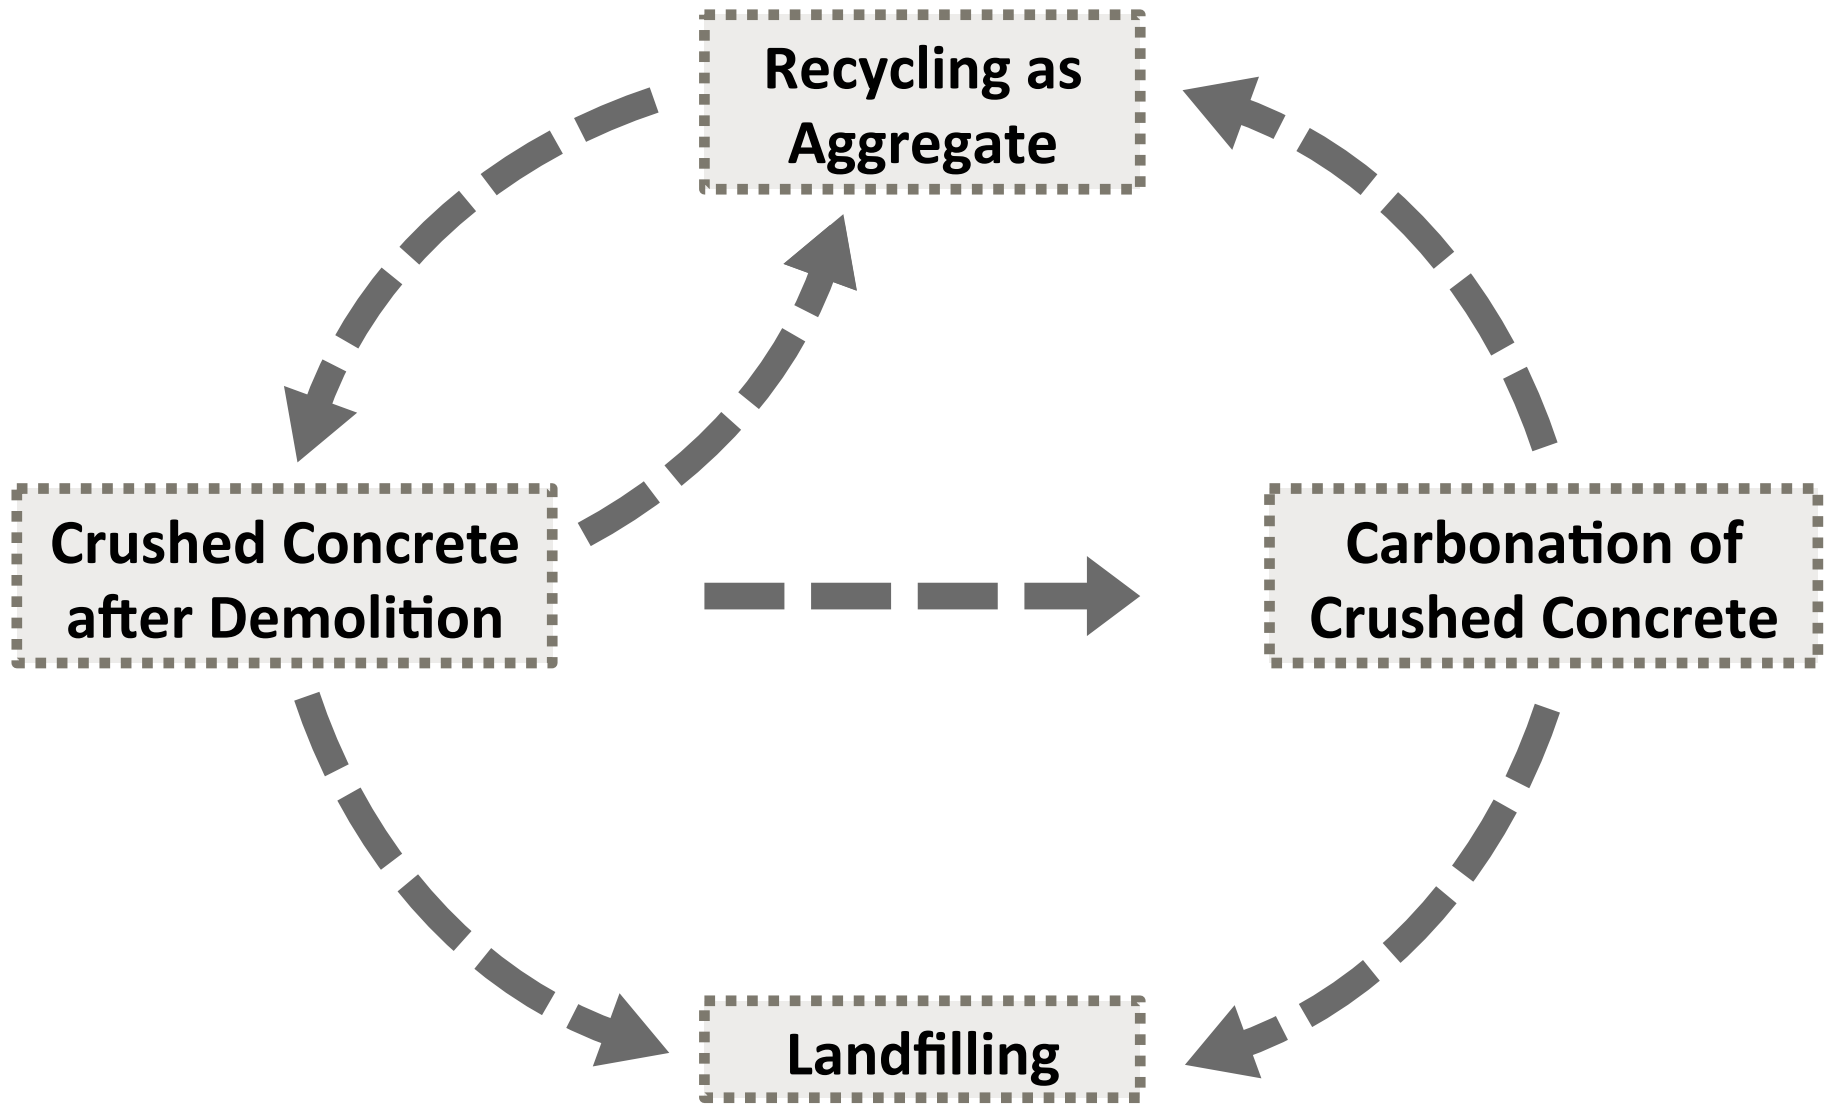 Recycling as
Aggregate
Crushed Concrete
after Demolition
Carbonation of
Crushed Concrete
Landfilling